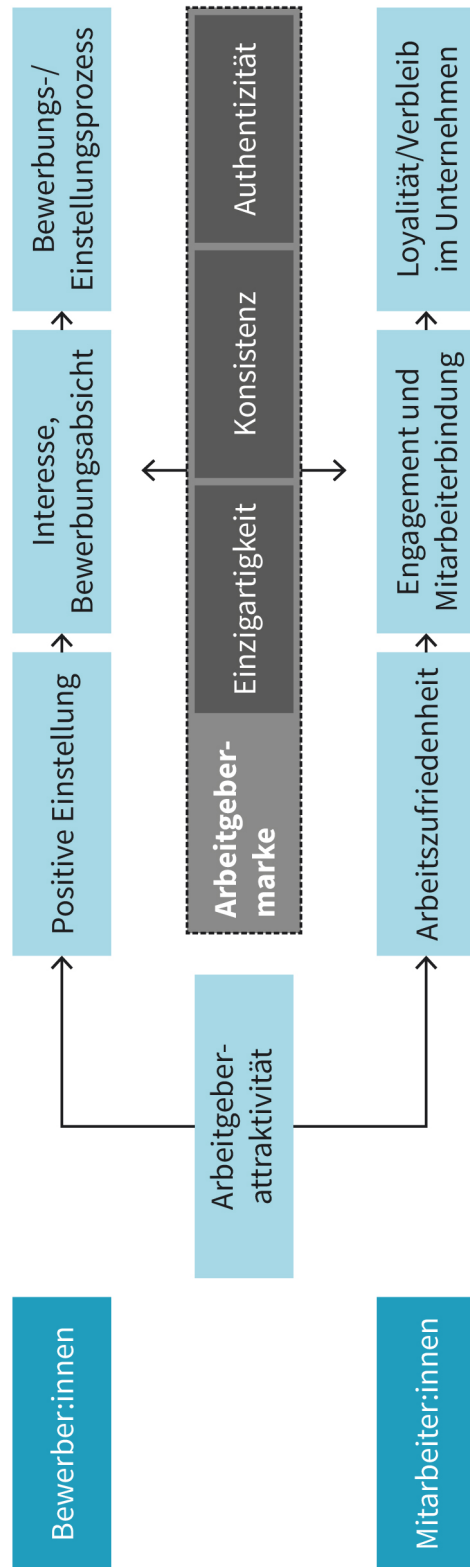 Bewerber:innen
Positive Einstellung
Interesse,
Bewerbungsabsicht
Bewerbungs-/
Einstellungsprozess
Arbeitgeber-
attraktivität
Arbeitgeber-
marke
Einzigartigkeit
Konsistenz
Authentizität
Mitarbeiter:innen
Arbeitszufriedenheit
Engagement und
Mitarbeiterbindung
Loyalität/Verbleib
im Unternehmen